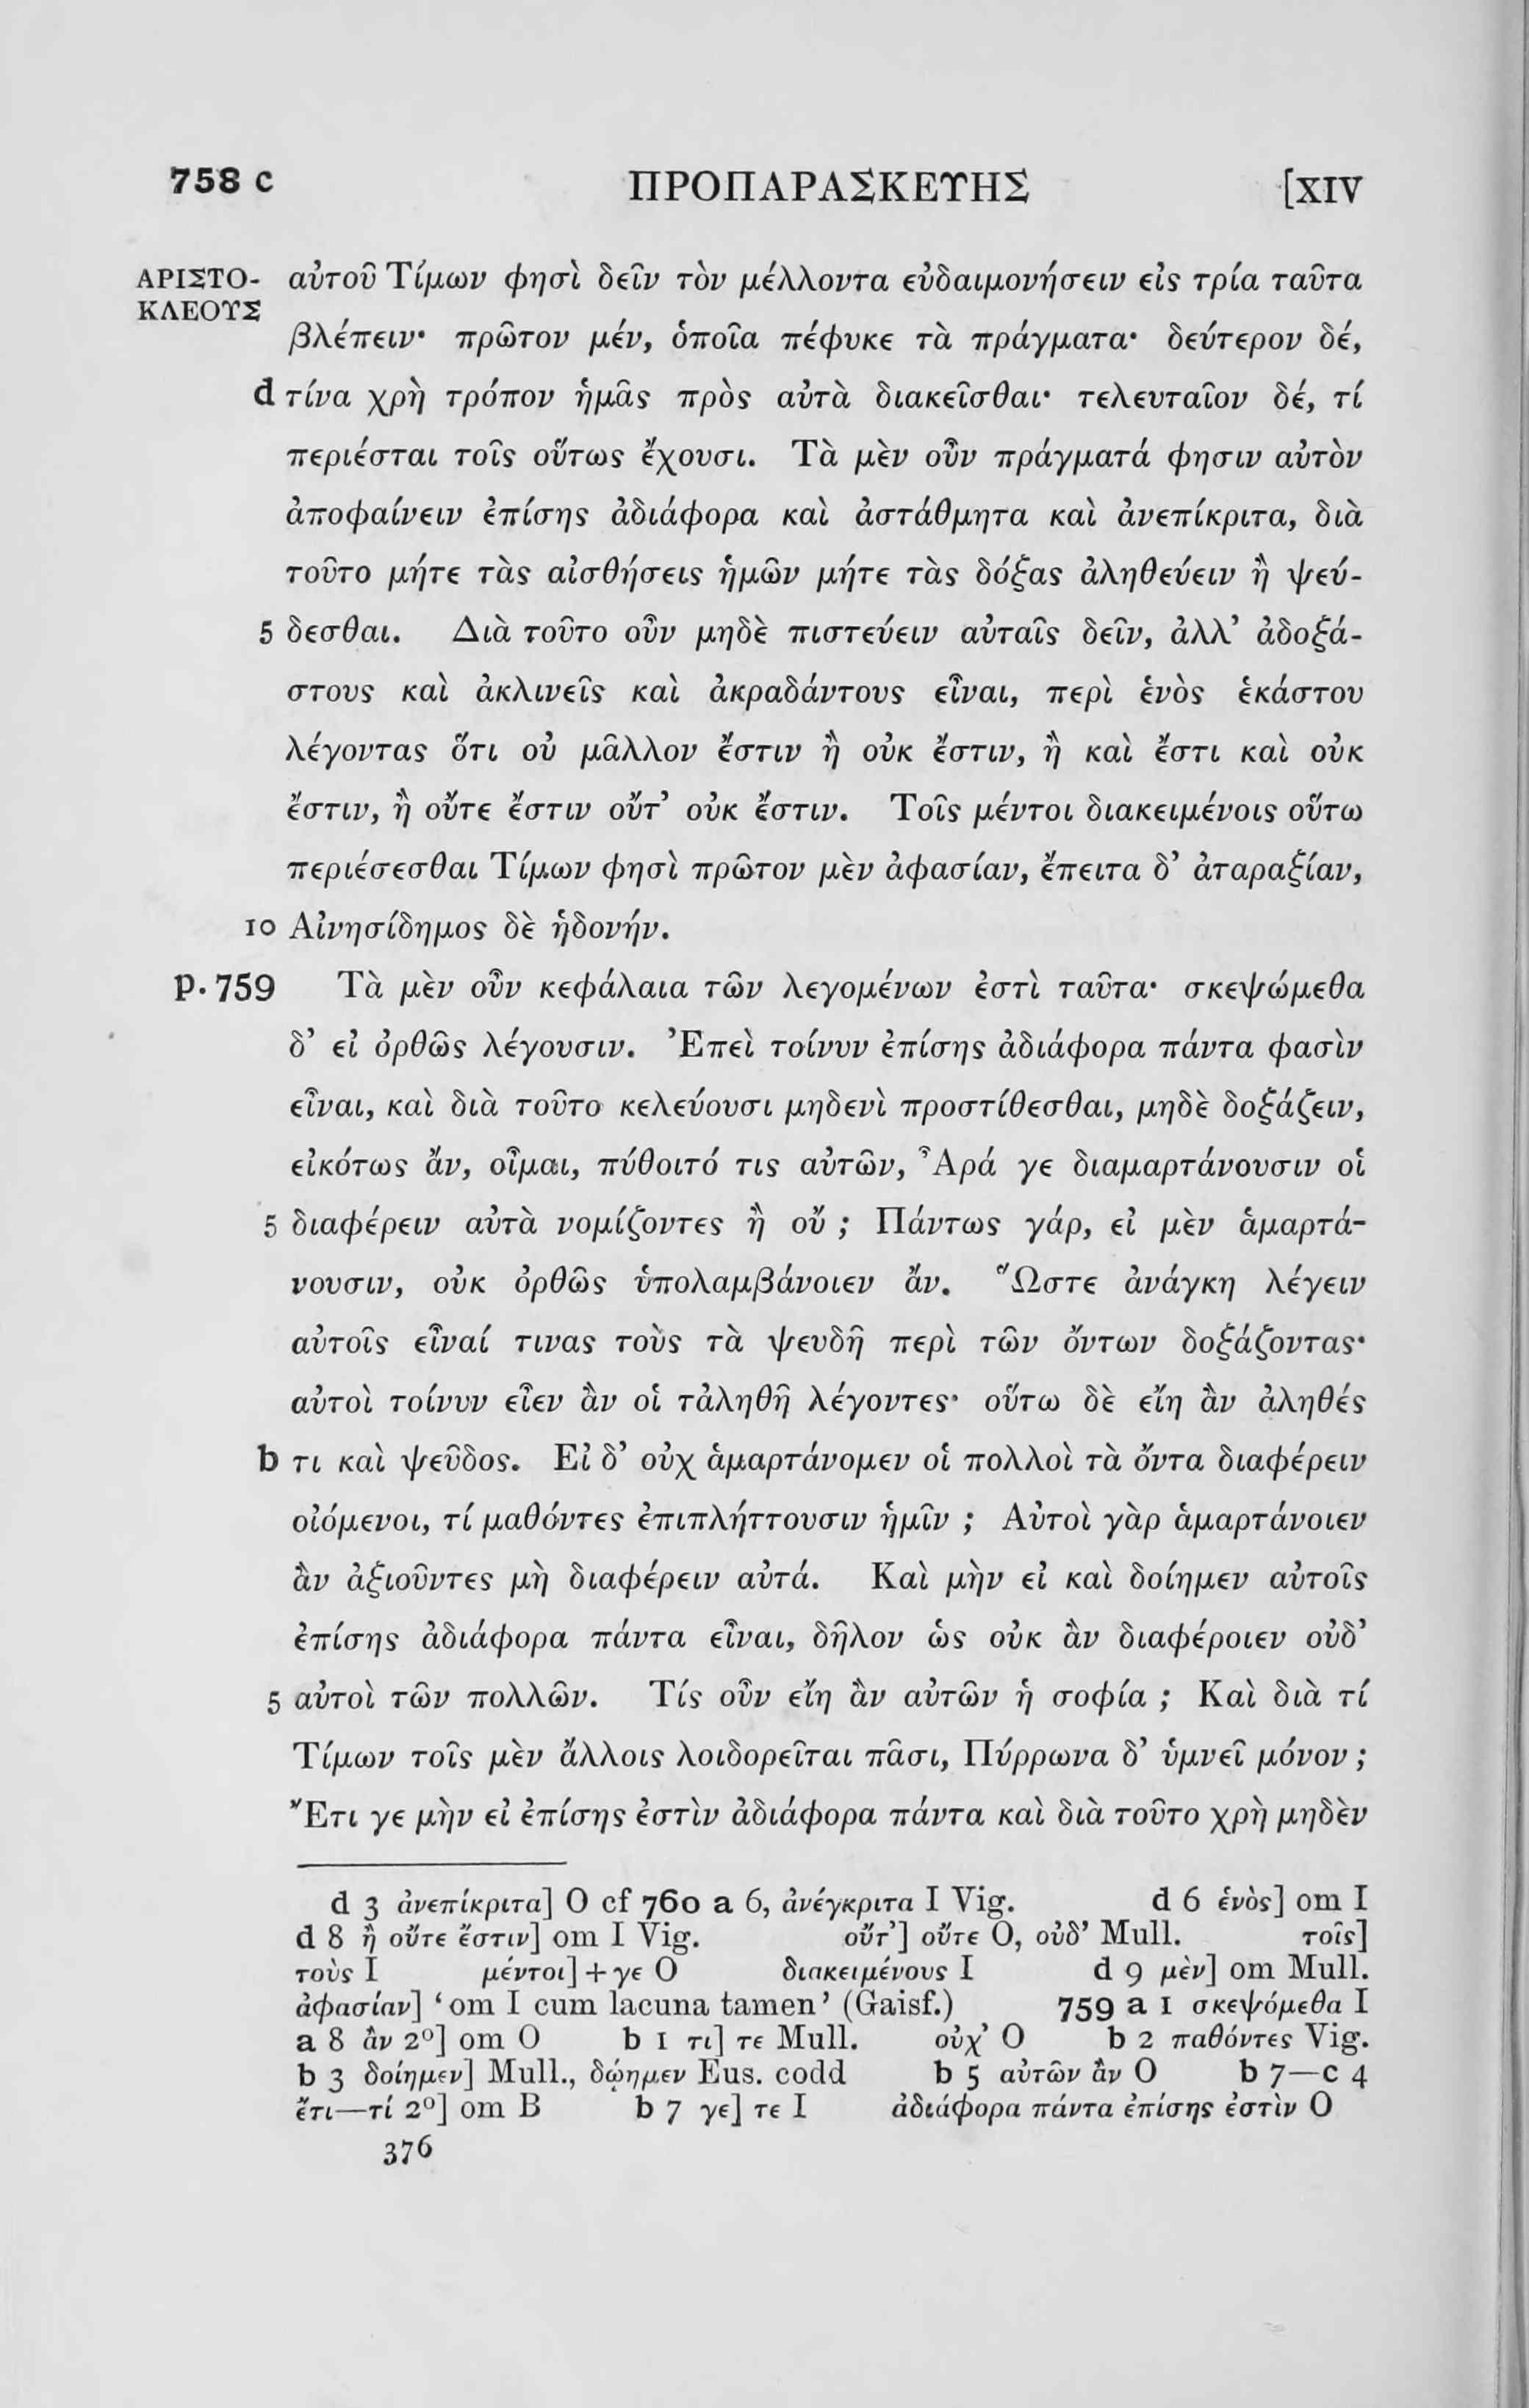 758 c ΠΡΟΠΑΡΑΣΚΕΥΗΣ [XIV
ΑΡΙΣΤΟ- αὐτοῦ Τίμων φησὶ δεῖν τὸν μέλλοντα εὐδαιμονήσειν εἰς τρία ταῦτα
ΚΛΕΟΥΣ
βλέπειν· πρῶτον μέν, ὁποῖα πέφυκε τὰ πράγματα· δεύτερον δέ,
d τίνα χρὴ τρόπον ἡμᾶς πρὸς αὐτὰ διακεῖσθαι· τελευταῖον δέ, τί
περιέσται τοῖς οὕτως ἔχουσι. Τὰ μὲν οὖν πράγματά φησιν αὐτὸν
ἀποφαίνειν ἐπίσης ἀδιάφορα καὶ ἀστάθμητα καὶ ἀνεπίκριτα, διὰ
τοῦτο μήτε τὰς αἰσθήσεις ἡμῶν μήτε τὰς δόξας ἀληθεύειν ἢ ψεύ-
5 δεσθαι. Διὰ τοῦτο οὖν μηδὲ πιστεύειν αὐταῖς δεῖν, ἀλλ’ ἀδοξά-
στους καὶ ἀκλινεῖς καὶ ἀκραδάντους εἶναι, περὶ ἑνὸς ἑκάστου
λέγοντας ὅτι οὐ μᾶλλον ἔστιν ἢ οὐκ ἔστιν, ἢ καὶ ἔστι καὶ οὐκ
ἔστιν, ἢ οὔτε ἔστιν οὔτ’ οὐκ ἔστιν. Τοῖς μέντοι διακειμένοις οὕτω
περιέσεσθαι Τίμων φησὶ πρῶτον μὲν ἀφασίαν, ἔπειτα δ’ ἀταραξίαν,
10 Αἰνησίδημος δὲ ἡδονήν.
p. 759 Τὰ μὲν οὖν κεφάλαια τῶν λεγομένων ἐστὶ ταῦτα· σκεψώμεθα
δ’ εἰ ὀρθῶς λέγουσιν. Ἐπεὶ τοίνυν ἐπίσης ἀδιάφορα πάντα φασὶν
εἶναι, καὶ διὰ τοῦτο κελεύουσι μηδενὶ προστίθεσθαι, μηδὲ δοξάζειν,
εἰκότως ἄν, οἶμαι, πύθοιτό τις αὐτῶν, Ἆρά γε διαμαρτάνουσιν οἱ
5 διαφέρειν αὐτὰ νομίζοντες ἢ οὔ ; Πάντως γάρ, εἰ μὲν ἁμαρτά-
νουσιν, οὐκ ὀρθῶς ὑπολαμβάνοιεν ἄν. Ὥστε ἀνάγκη λέγειν
αὐτοῖς εἶναί τινας τοὺς τὰ ψευδῆ περὶ τῶν ὄντων δοξάζοντας·
αὐτοὶ τοίνυν εἶεν ἂν οἱ τἀληθῆ λέγοντες· οὕτω δὲ εἴη ἂν ἀληθές
b τι καὶ ψεῦδος. Εἰ δ’ οὐχ ἁμαρτάνομεν οἱ πολλοὶ τὰ ὄντα διαφέρειν
οἰόμενοι, τί μαθόντες ἐπιπλήττουσιν ἡμῖν ; Αὐτοὶ γὰρ ἁμαρτάνοιεν
ἂν ἀξιοῦντες μὴ διαφέρειν αὐτά. Καὶ μὴν εἰ καὶ δοίημεν αὐτοῖς
ἐπίσης ἀδιάφορα πάντα εἶναι, δῆλον ὡς οὐκ ἂν διαφέροιεν οὐδ’
5 αὐτοὶ τῶν πολλῶν. Τίς οὖν εἴη ἂν αὐτῶν ἡ σοφία ; Καὶ διὰ τί
Τίμων τοῖς μὲν ἄλλοις λοιδορεῖται πᾶσι, Πύρρωνα δ’ ὑμνεῖ μόνον ;
Ἔτι γε μὴν εἰ ἐπίσης ἐστὶν ἀδιάφορα πάντα καὶ διὰ τοῦτο χρὴ μηδὲν
d 3 ἀνεπίκριτα] O cf 760 a 6, ἀνέγκριτα I Vig. d 6 ἑνὸς] om I
d 8 ἢ οὔτε ἔστιν] om I Vig. οὔτ’] οὔτε O, οὐδ’ Mull. τοῖς]
τοὺς I μέντοι] + γε O διακειμένους I d 9 μὲν] om Mull.
ἀφασίαν] ‘om I cum lacuna tamen’ (Gaisf.) 759 a 1 σκεψόμεθα I
a 8 ἂν 2º] om O b 1 τι] τε Mull. οὐχ’ O b 2 παθόντες Vig.
b 3 δοίημεν] Mull., δῴημεν Eus. codd b 5 αὐτῶν ἂν O b 7—c 4
ἔτι—τί 2º] om B b 7 γε] τε I ἀδιάφορα πάντα ἐπίσης ἐστὶν O
376